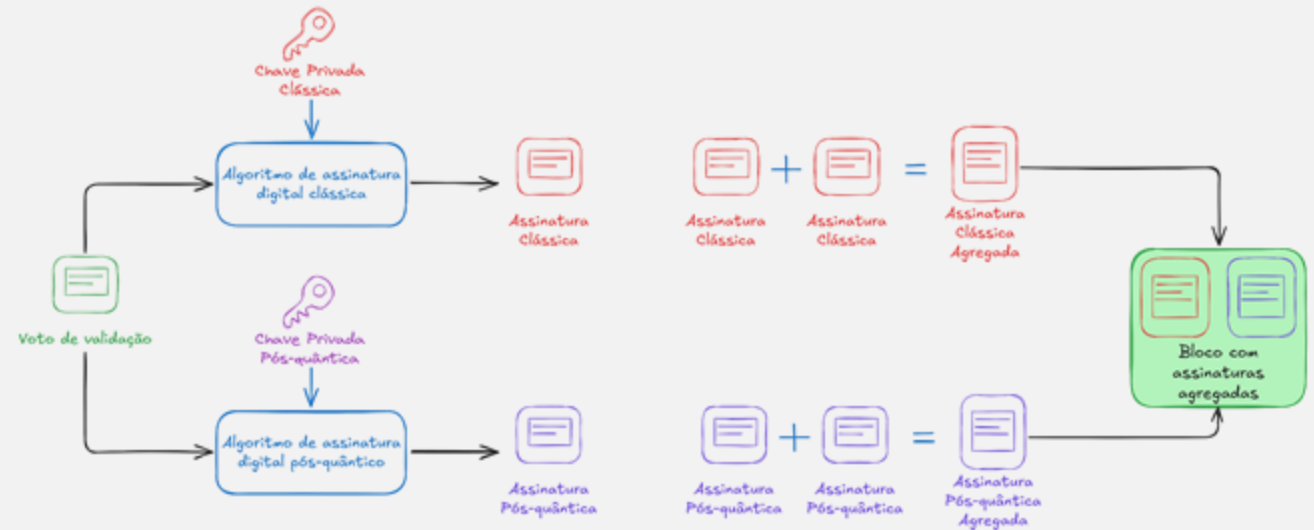 Chave Privada
Clássica
Algoritmo de assinatura
digital clássica
Assinatura
Clássica
Assinatura
Clássica
Assinatura
Clássica
Assinatura
Clássica
Agregada
Voto de validação
Chave Privada
Pós-quântica
Algoritmo de assinatura
digital pós-quântico
Assinatura
Pós-quântica
Assinatura
Pós-quântica
Assinatura
Pós-quântica
Assinatura
Pós-quântica
Agregada
Bloco com
assinaturas
agregadas